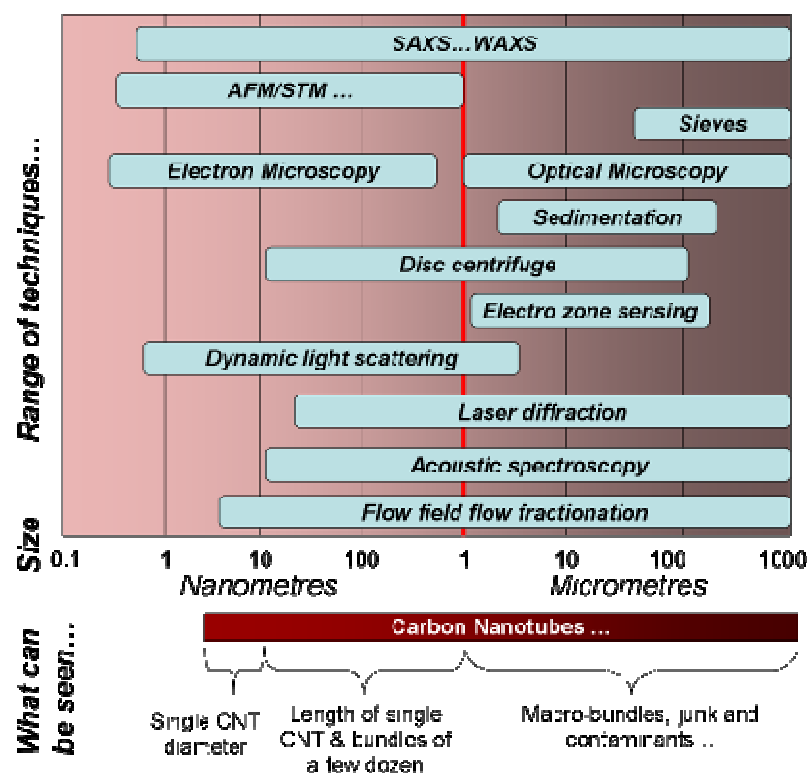 Range of techniques...
SAXS...WAXS
AFM/STM ...
Sieves
Electron Microscopy
Optical Microscopy
Sedimentation
Disc centrifuge
Electro zone sensing
Dynamic light scattering
Laser diffraction
Acoustic spectroscopy
Flow field flow fractionation
Size
0.1 1 10 100 1 10 100 1000
Nanometres
Micrometres
What can
be seen...
Carbon Nanotubes ...
Single CNT
diameter
Length of single
CNT & bundles of
a few dozen
Macro-bundles, junk and
contaminants ...